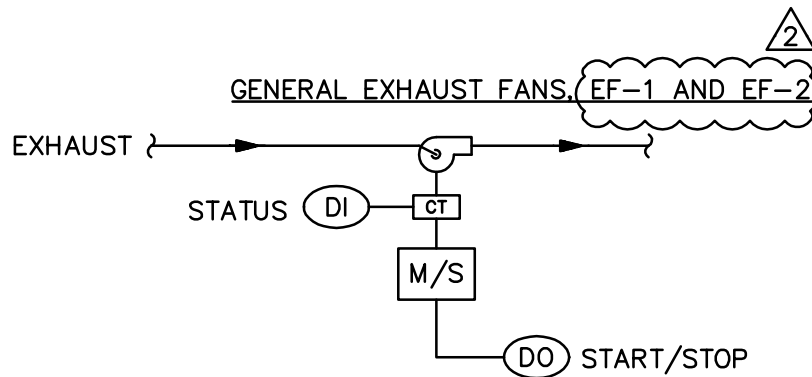 2
GENERAL EXHAUST FANS, EF-1 AND EF-2
EXHAUST
STATUS DI CT
M/S
DO START/STOP